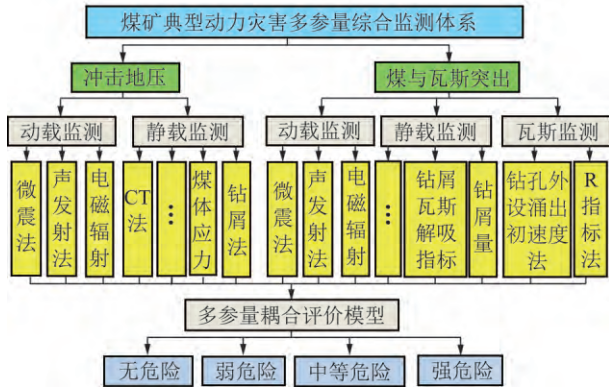 煤矿典型动力灾害多参量综合监测体系
冲击地压
煤与瓦斯突出
动载监测
静载监测
动载监测
静载监测
瓦斯监测
微震法
声发射法
电磁辐射
CT
法
⋮
煤体应力
钻屑法
微震法
声发射法
电磁辐射
⋮
钻屑
瓦斯
解吸
指标
钻屑量
钻孔外
设涌出
初速度
法
R指标法
多参量耦合评价模型
无危险
弱危险
中等危险
强危险